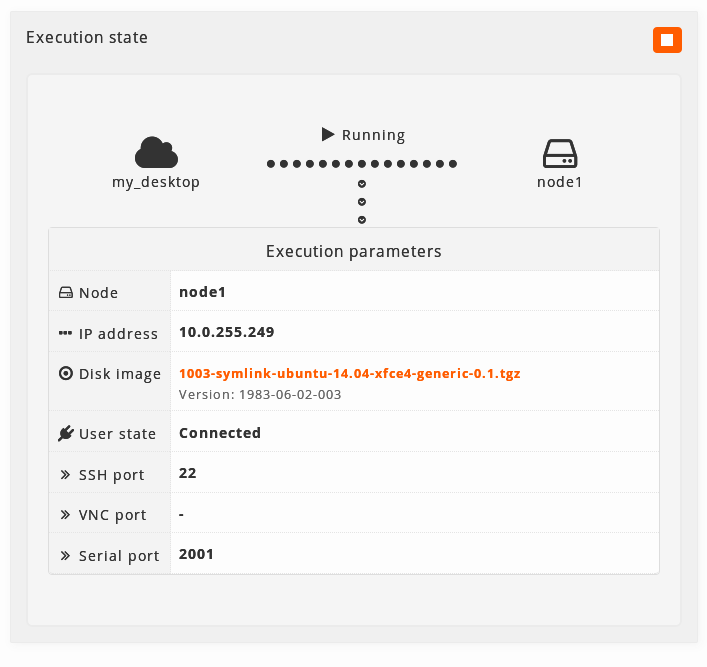 Execution state
Running
my_desktop
node1
Execution parameters
Node node1
IP address 10.0.255.249
Disk image 1003-symlink-ubuntu-14.04-xfce4-generic-0.1.tgz
Version: 1983-06-02-003
User state Connected
SSH port 22
VNC port -
Serial port 2001